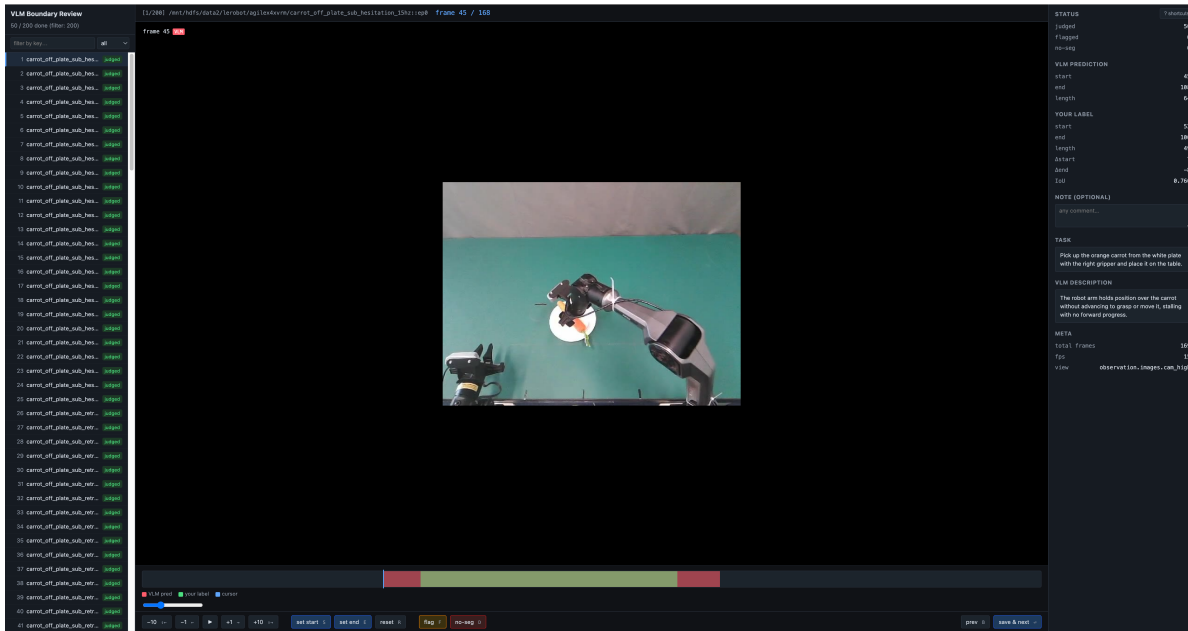 VLM Boundary Review
50 / 200 done (filter: 200)
filter by key...
all
1 carrot_off_plate_sub_hes... judged
2 carrot_off_plate_sub_hes... judged
3 carrot_off_plate_sub_hes... judged
4 carrot_off_plate_sub_hes... judged
5 carrot_off_plate_sub_hes... judged
6 carrot_off_plate_sub_hes... judged
7 carrot_off_plate_sub_hes... judged
8 carrot_off_plate_sub_hes... judged
9 carrot_off_plate_sub_hes... judged
10 carrot_off_plate_sub_hes... judged
11 carrot_off_plate_sub_hes... judged
12 carrot_off_plate_sub_hes... judged
13 carrot_off_plate_sub_hes... judged
14 carrot_off_plate_sub_hes... judged
15 carrot_off_plate_sub_hes... judged
16 carrot_off_plate_sub_hes... judged
17 carrot_off_plate_sub_hes... judged
18 carrot_off_plate_sub_hes... judged
19 carrot_off_plate_sub_hes... judged
20 carrot_off_plate_sub_hes... judged
21 carrot_off_plate_sub_hes... judged
22 carrot_off_plate_sub_hes... judged
23 carrot_off_plate_sub_hes... judged
24 carrot_off_plate_sub_hes... judged
25 carrot_off_plate_sub_hes... judged
26 carrot_off_plate_sub_retr... judged
27 carrot_off_plate_sub_retr... judged
28 carrot_off_plate_sub_retr... judged
29 carrot_off_plate_sub_retr... judged
30 carrot_off_plate_sub_retr... judged
31 carrot_off_plate_sub_retr... judged
32 carrot_off_plate_sub_retr... judged
33 carrot_off_plate_sub_retr... judged
34 carrot_off_plate_sub_retr... judged
35 carrot_off_plate_sub_retr... judged
36 carrot_off_plate_sub_retr... judged
37 carrot_off_plate_sub_retr... judged
38 carrot_off_plate_sub_retr... judged
39 carrot_off_plate_sub_retr... judged
40 carrot_off_plate_sub_retr... judged
41 carrot_off_plate_sub_retr... judged
[1/200] /mnt/hdfs/data2/lerobot/agilex4xvrm/carrot_off_plate_sub_hesitation_15hz::ep0 frame 45 / 168
frame 45 VLM
VLM pred your label cursor
-10 -1 +1 +10 set start set end reset R flag F no-seg prev save & next
STATUS
judged
flagged
no-seg
VLM PREDICTION
start
end
length
YOUR LABEL
start
end
length
Δstart
Δend
IoU
NOTE (OPTIONAL)
any comment...
TASK
Pick up the orange carrot from the white plate
with the right gripper and place it on the table.
VLM DESCRIPTION
The robot arm holds position over the carrot
without advancing to grasp or move it, stalling
with no forward progress.
META
total frames
fps
view observation.images.cam_high